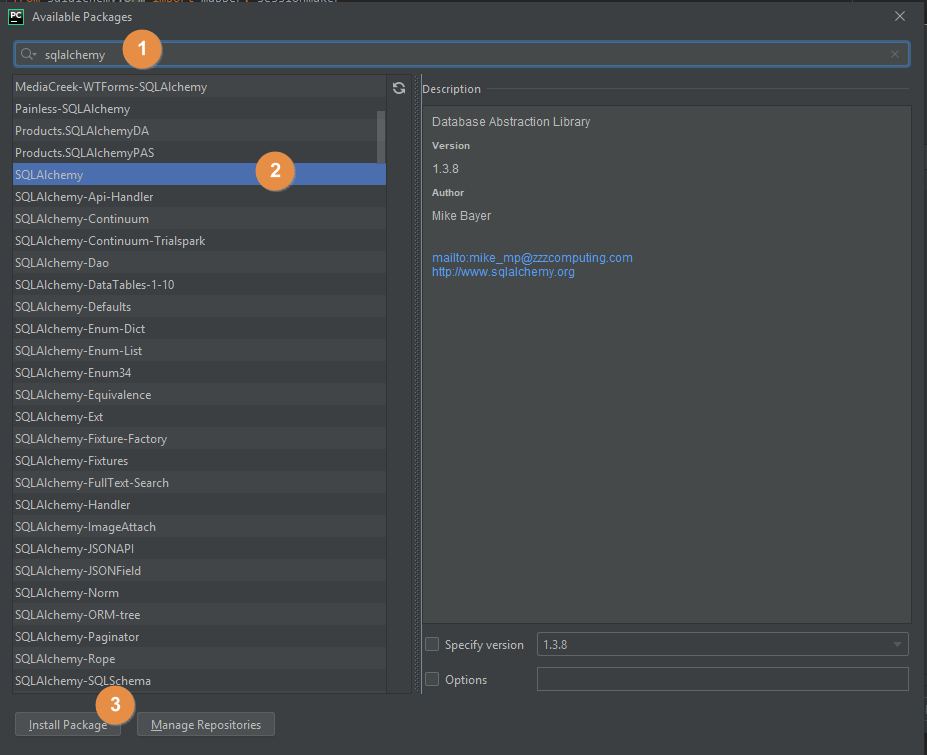 PC Available Packages
sqlalchemy
1
MediaCreek-WTForms-SQLAlchemy
Painless-SQLAlchemy
Products.SQLAlchemyDA
Products.SQLAlchemyPAS
SQLAlchemy
2
SQLAlchemy-Api-Handler
SQLAlchemy-Continuum
SQLAlchemy-Continuum-Trialspark
SQLAlchemy-Dao
SQLAlchemy-DataTables-1-10
SQLAlchemy-Defaults
SQLAlchemy-Enum-Dict
SQLAlchemy-Enum-List
SQLAlchemy-Enum34
SQLAlchemy-Equivalence
SQLAlchemy-Ext
SQLAlchemy-Fixture-Factory
SQLAlchemy-Fixtures
SQLAlchemy-FullText-Search
SQLAlchemy-Handler
SQLAlchemy-ImageAttach
SQLAlchemy-JSONAPI
SQLAlchemy-JSONField
SQLAlchemy-Norm
SQLAlchemy-ORM-tree
SQLAlchemy-Paginator
SQLAlchemy-Rope
SQLAlchemy-SQLSchema
Description
Database Abstraction Library
Version
1.3.8
Author
Mike Bayer
mailto:mike_mp@zzzcomputing.com
http://www.sqlalchemy.org
Specify version 1.3.8
Options
3
Install Package Manage Repositories